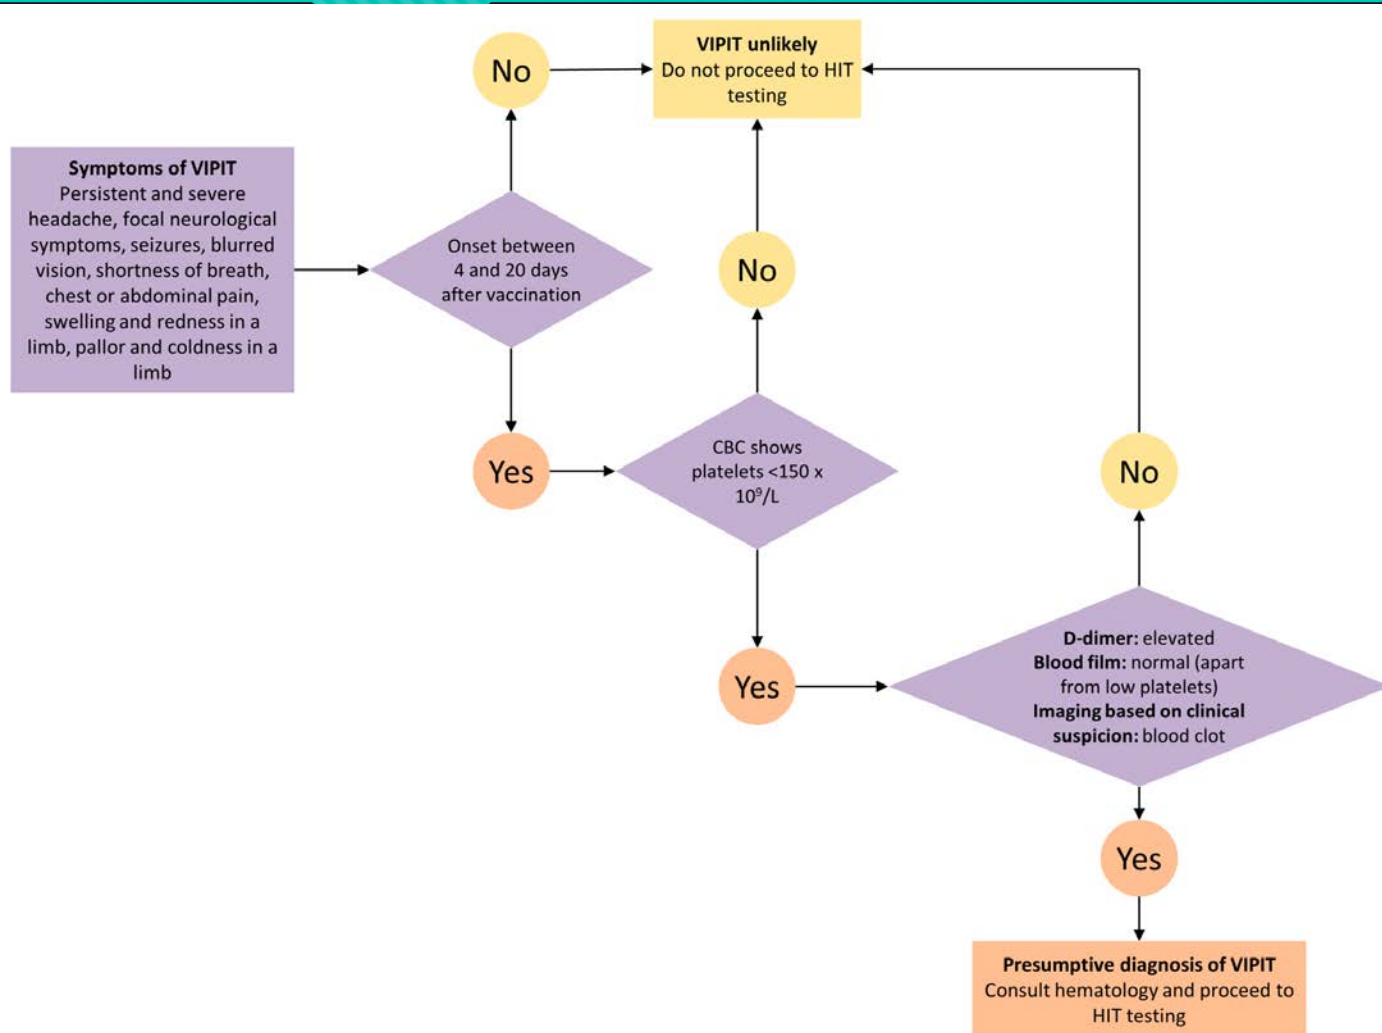 Symptoms of VIPIT
Persistent and severe
headache, focal neurological
symptoms, seizures, blurred
vision, shortness of breath,
chest or abdominal pain,
swelling and redness in a
limb, pallor and coldness in a
limb
No
VIPIT unlikely
Do not proceed to HIT
testing
Onset between
4 and 20 days
after vaccination
No
Yes
CBC shows
platelets <150 x
10⁹/L
No
Yes
D-dimer: elevated
Blood film: normal (apart
from low platelets)
Imaging based on clinical
suspicion: blood clot
Yes
Presumptive diagnosis of VIPIT
Consult hematology and proceed to
HIT testing